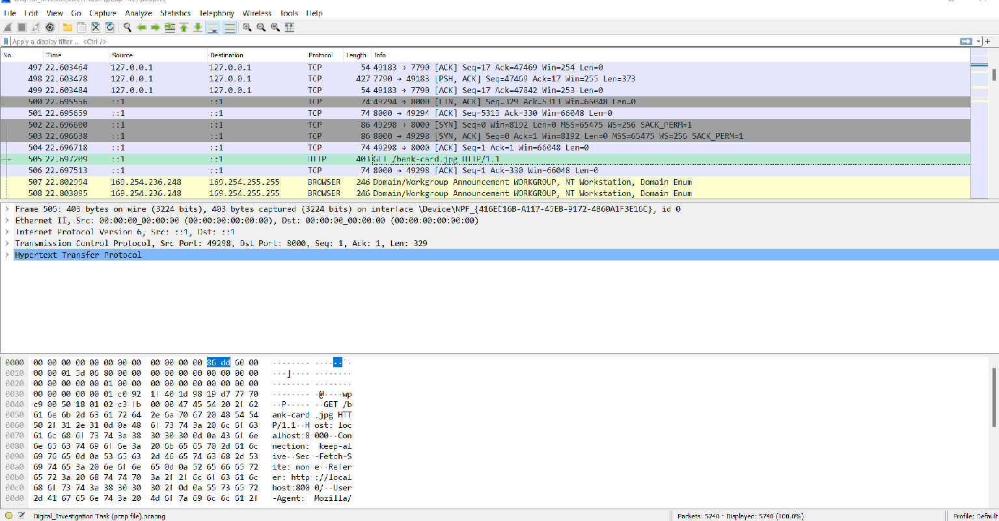 Digital_Investigation Task (pcap file).pcapng
File Edit View Go Capture Analyze Statistics Telephony Wireless Tools Help
Apply a display filter ... <Ctrl-/>
No. Time Source Destination Protocol Length Info
497 22.603464 127.0.0.1 127.0.0.1 TCP 54 49183 → 7790 [ACK] Seq=17 Ack=47469 Win=254 Len=0
498 22.603478 127.0.0.1 127.0.0.1 TCP 427 7790 → 49183 [PSH, ACK] Seq=47469 Ack=17 Win=255 Len=373
499 22.603484 127.0.0.1 127.0.0.1 TCP 54 49183 → 7790 [ACK] Seq=17 Ack=47842 Win=253 Len=0
500 22.695556 ::1 ::1 TCP 74 49294 → 8000 [FIN, ACK] Seq=329 Ack=5313 Win=66048 Len=0
501 22.695659 ::1 ::1 TCP 74 8000 → 49294 [ACK] Seq=5313 Ack=330 Win=66048 Len=0
502 22.696600 ::1 ::1 TCP 86 49298 → 8000 [SYN] Seq=0 Win=8192 Len=0 MSS=65475 WS=256 SACK_PERM=1
503 22.696638 ::1 ::1 TCP 86 8000 → 49298 [SYN, ACK] Seq=0 Ack=1 Win=8192 Len=0 MSS=65475 WS=256 SACK_PERM=1
504 22.696718 ::1 ::1 TCP 74 49298 → 8000 [ACK] Seq=1 Ack=1 Win=66048 Len=0
505 22.697209 ::1 ::1 HTTP 403 GET /bank-card.jpg HTTP/1.1
506 22.697513 ::1 ::1 TCP 74 8000 → 49298 [ACK] Seq=1 Ack=330 Win=66048 Len=0
507 22.802994 169.254.236.248 169.254.255.255 BROWSER 246 Domain/Workgroup Announcement WORKGROUP, NT Workstation, Domain Enum
508 22.803095 169.254.236.248 169.254.255.255 BROWSER 246 Domain/Workgroup Announcement WORKGROUP, NT Workstation, Domain Enum
Frame 505: 403 bytes on wire (3224 bits), 403 bytes captured (3224 bits) on interface \Device\NPF_{416EC16B-A117-45EB-9172-4B60A1F3E16C}, id 0
Ethernet II, Src: 00:00:00_00:00:00 (00:00:00:00:00:00), Dst: 00:00:00_00:00:00 (00:00:00:00:00:00)
Internet Protocol Version 6, Src: ::1, Dst: ::1
Transmission Control Protocol, Src Port: 49298, Dst Port: 8000, Seq: 1, Ack: 1, Len: 329
Hypertext Transfer Protocol
0000 00 00 00 00 00 00 00 00 00 00 00 00 86 dd 60 00 ········ ······`·
0010 00 00 01 5d 06 80 00 00 00 00 00 00 00 00 00 00 ···]···· ········
0020 00 00 00 00 00 01 00 00 00 00 00 00 00 00 00 00 ········ ········
0030 00 00 00 00 00 01 c0 92 1f 40 1d 98 19 d7 77 70 ········ ·@····wp
0040 c9 00 50 18 01 02 c3 fb 00 00 47 45 54 20 2f 62 ··P····· ··GET /b
0050 61 6e 6b 2d 63 61 72 64 2e 6a 70 67 20 48 54 54 ank-card .jpg HTT
0060 50 2f 31 2e 31 0d 0a 48 6f 73 74 3a 20 6c 6f 63 P/1.1··H ost: loc
0070 61 6c 68 6f 73 74 3a 38 30 30 30 0d 0a 43 6f 6e alhost:8 000··Con
0080 6e 65 63 74 69 6f 6e 3a 20 6b 65 65 70 2d 61 6c nection: keep-al
0090 69 76 65 0d 0a 53 65 63 2d 46 65 74 63 68 2d 53 ive··Sec -Fetch-S
00a0 69 74 65 3a 20 6e 6f 6e 65 0d 0a 52 65 66 65 72 ite: non e··Refer
00b0 65 72 3a 20 68 74 74 70 3a 2f 2f 6c 6f 63 61 6c er: http ://local
00c0 68 6f 73 74 3a 38 30 30 30 2f 0d 0a 55 73 65 72 host:800 0/··User
00d0 2d 41 67 65 6e 74 3a 20 4d 6f 7a 69 6c 6c 61 2f -Agent: Mozilla/
Digital_Investigation Task (pcap file).pcapng Packets: 5740 · Displayed: 5740 (100.0%) Profile: Default